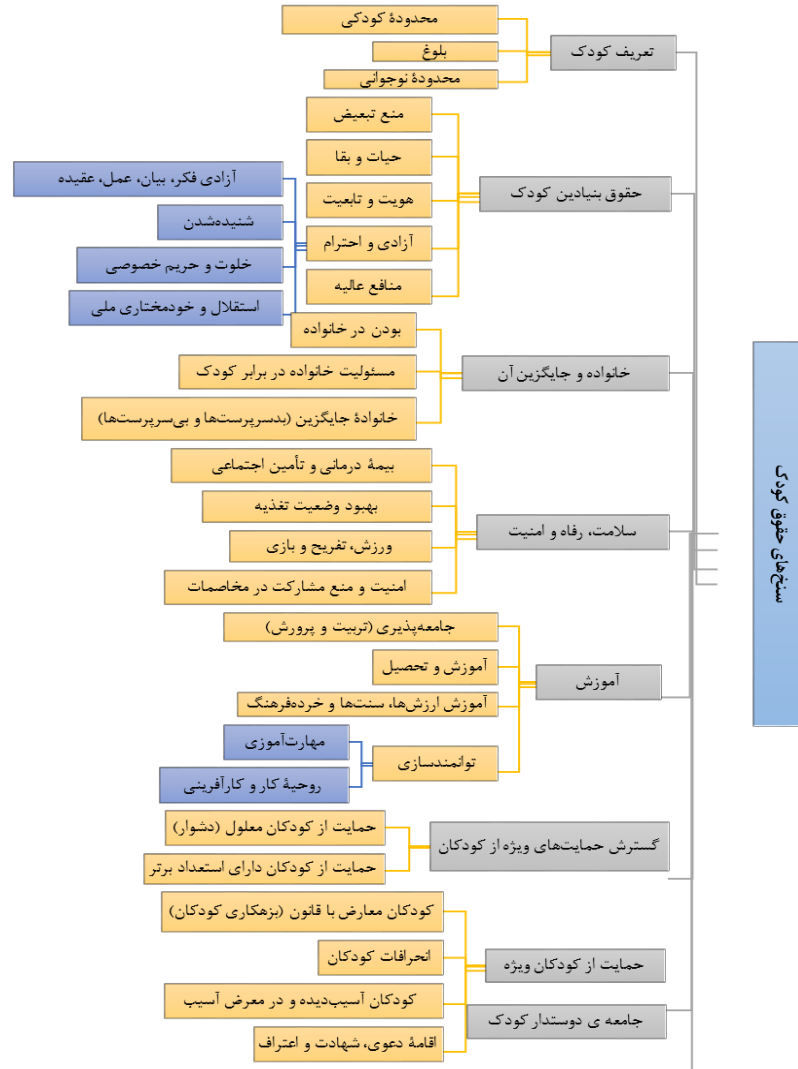 سنخ‌های حقوق کودک
تعریف کودک
محدودهٔ کودکی
بلوغ
محدودهٔ نوجوانی
حقوق بنیادین کودک
منع تبعیض
حیات و بقا
هویت و تابعیت
آزادی و احترام
آزادی فکر، بیان، عمل، عقیده
شنیده‌شدن
خلوت و حریم خصوصی
استقلال و خودمختاری ملی
منافع عالیه
خانواده و جایگزین آن
بودن در خانواده
مسئولیت خانواده در برابر کودک
خانوادهٔ جایگزین (بدسرپرست‌ها و بی‌سرپرست‌ها)
سلامت، رفاه و امنیت
بیمهٔ درمانی و تأمین اجتماعی
بهبود وضعیت تغذیه
ورزش، تفریح و بازی
امنیت و منع مشارکت در مخاصمات
آموزش
جامعه‌پذیری (تربیت و پرورش)
آموزش و تحصیل
آموزش ارزش‌ها، سنت‌ها و خرده‌فرهنگ
توانمندسازی
مهارت‌آموزی
روحیهٔ کار و کارآفرینی
گسترش حمایت‌های ویژه از کودکان
حمایت از کودکان معلول (دشوار)
حمایت از کودکان دارای استعداد برتر
حمایت از کودکان ویژه
کودکان معارض با قانون (بزهکاری کودکان)
انحرافات کودکان
کودکان آسیب‌دیده و در معرض آسیب
اقامهٔ دعوی، شهادت و اعتراف
جامعه ی دوستدار کودک